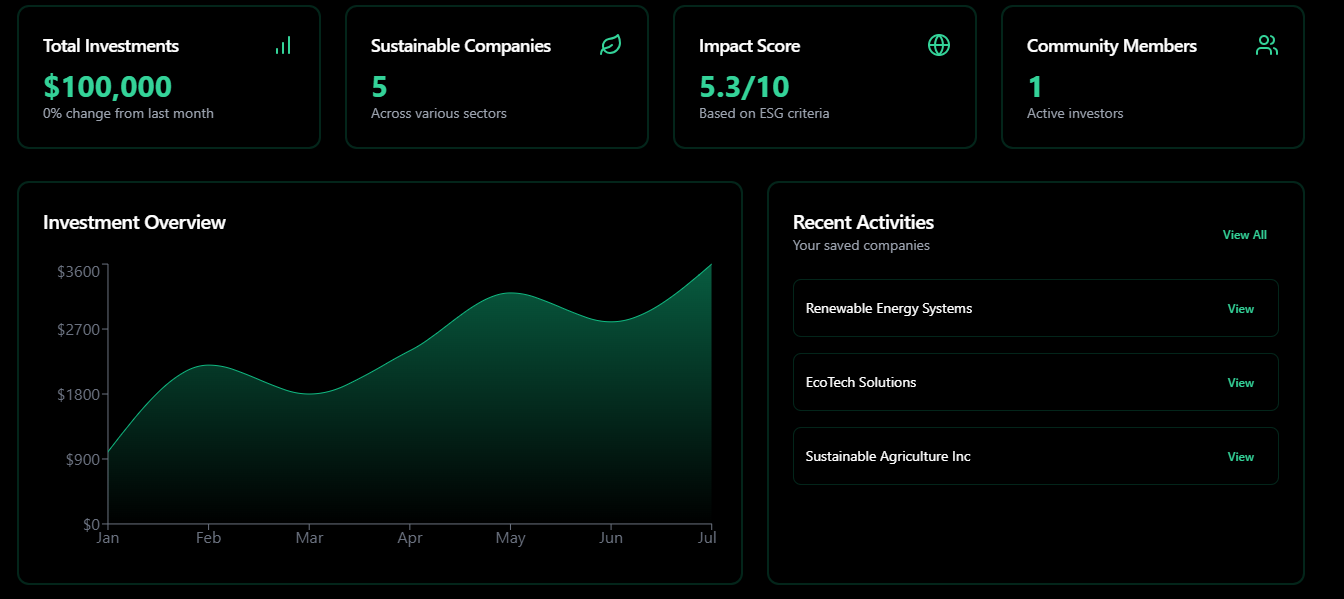 Total Investments
$100,000
0% change from last month
Sustainable Companies
5
Across various sectors
Impact Score
5.3/10
Based on ESG criteria
Community Members
1
Active investors
Investment Overview
$3600
$2700
$1800
$900
$0
Jan Feb Mar Apr May Jun Jul
Recent Activities
Your saved companies
View All
Renewable Energy Systems View
EcoTech Solutions View
Sustainable Agriculture Inc View